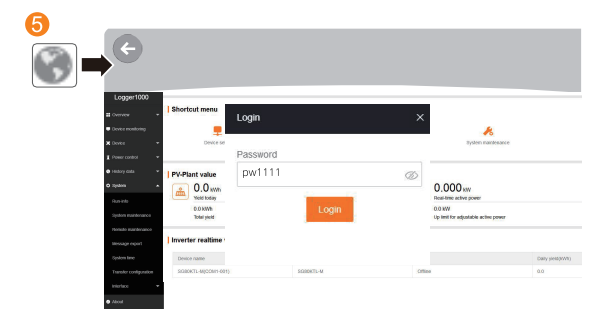 5
Logger1000
Overview
Device monitoring
Device
Power control
History data
System
Run-info
System maintenance
Remote maintenance
Message export
System time
Transfer configuration
Interface
About
Shortcut menu
Device set
System maintenance
Login
Password
pw1111
Login
PV-Plant value
0.0 kWh
Yield today
0.0 kWh
Total yield
0.000 kW
Real-time active power
0.0 kW
Up limit for adjustable active power
Inverter realtime v
Device name
Daily yield(kWh)
SG80KTL-M(COM1-001)
SG80KTL-M
Offline
0.0